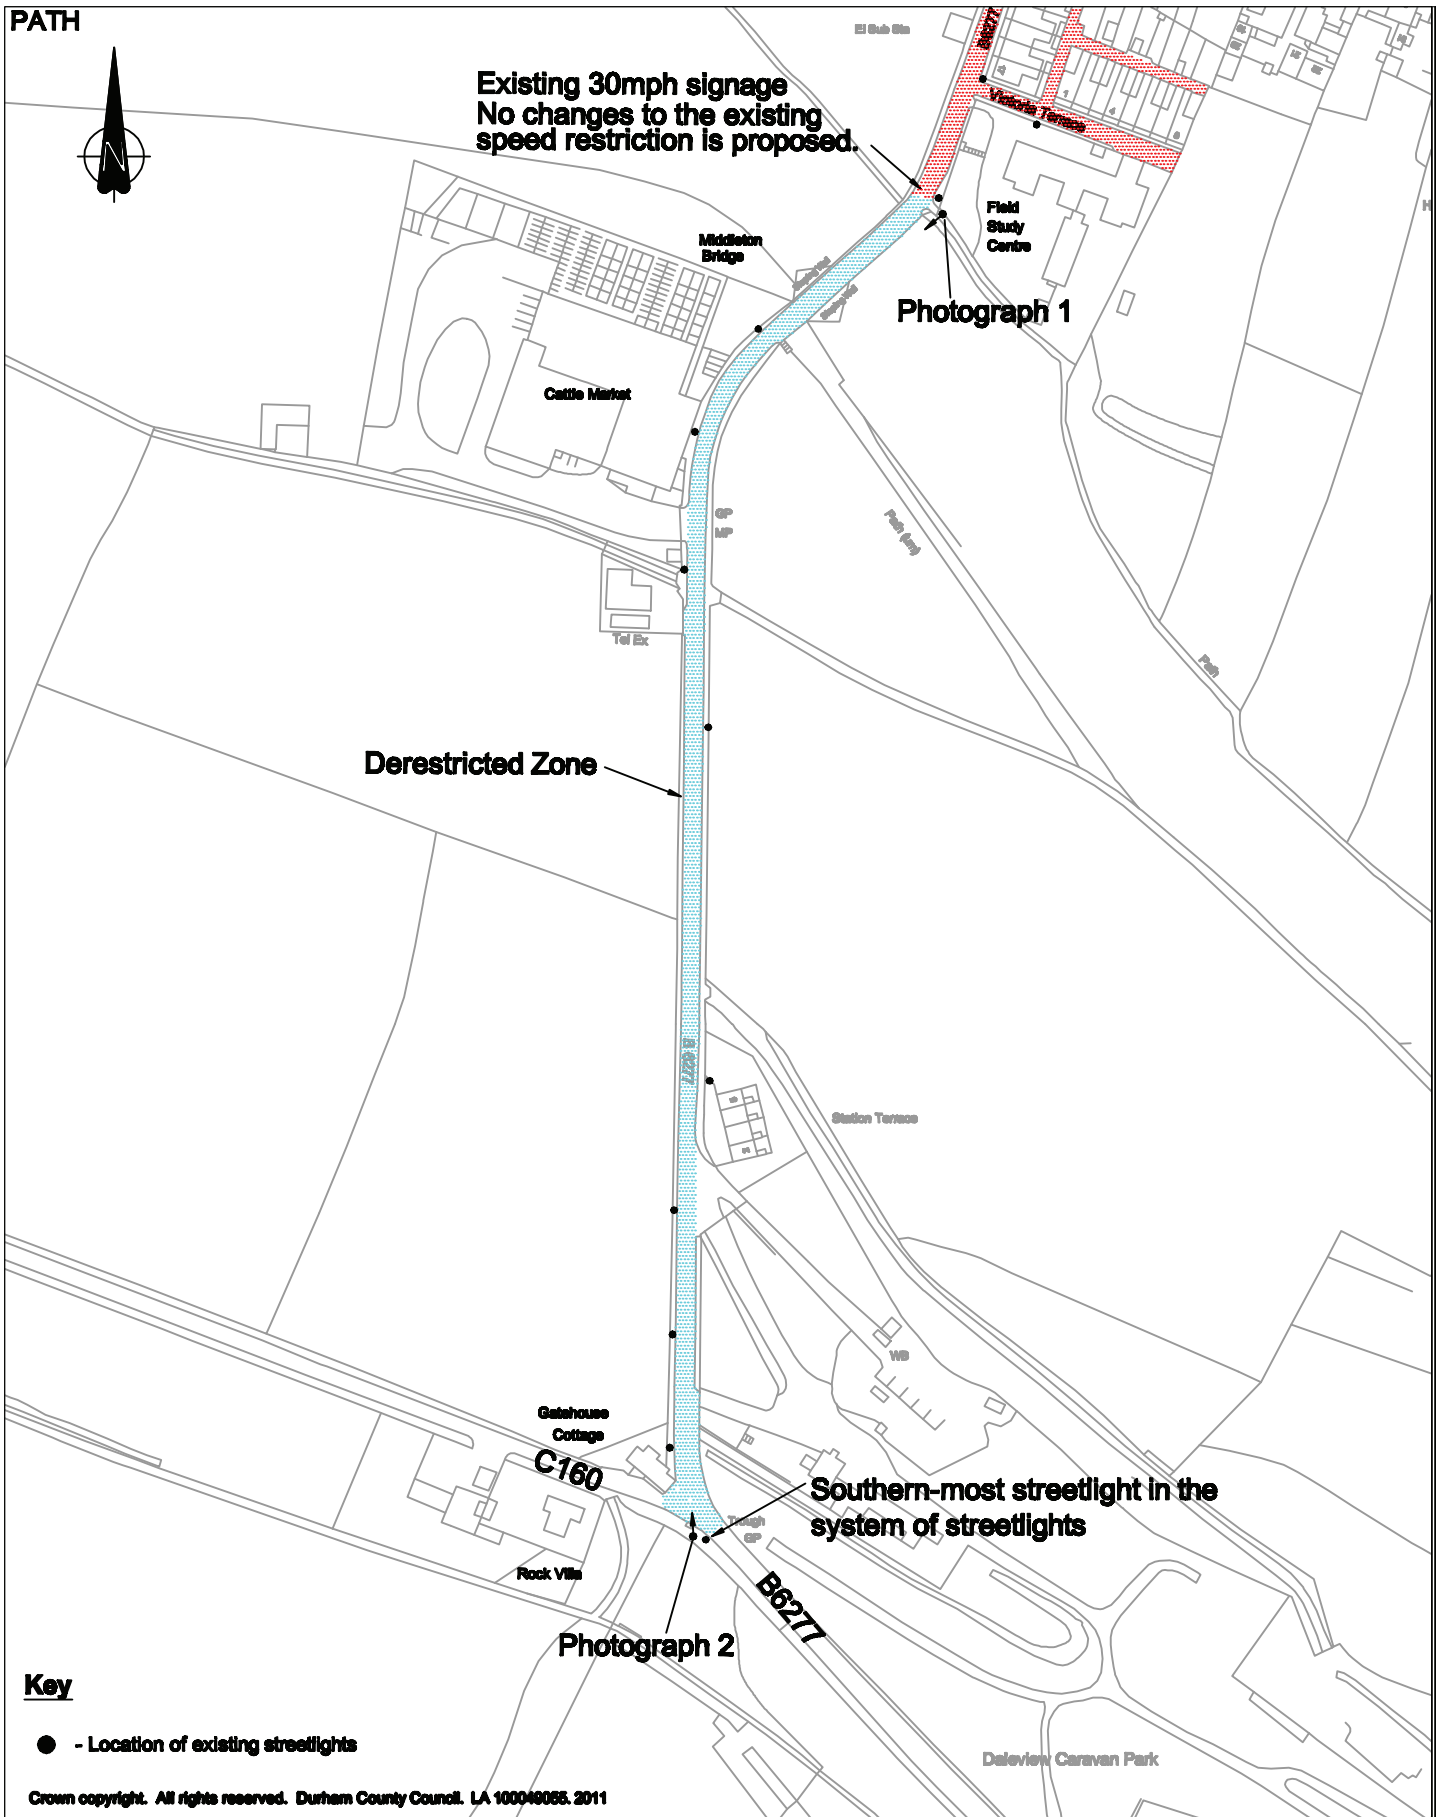 PATH
El Sub Sta
B6277
Existing 30mph signage
No changes to the existing
speed restriction is proposed.
Victoria Terrace
N
Field
Study
Centre
Middleton
Bridge
Photograph 1
Cattle Market
GP
MP
Path (um)
Tel Ex
Path
Derestricted Zone
B 6277
Station Terrace
WB
Gatehouse
Cottage
C160
Southern-most streetlight in the
system of streetlights
Trough
GP
Rock Villa
B6277
Photograph 2
Key
- Location of existing streetlights
Daleview Caravan Park
Crown copyright. All rights reserved. Durham County Council. LA 100049055. 2011